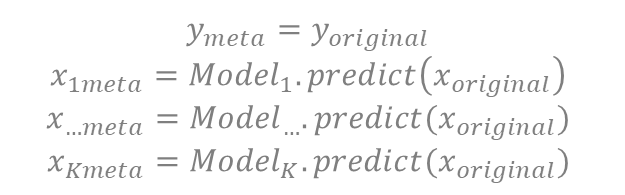 y_meta = y_original
x_1meta = Model_1.predict(x_original)
x_…meta = Model_….predict(x_original)
x_Kmeta = Model_K.predict(x_original)